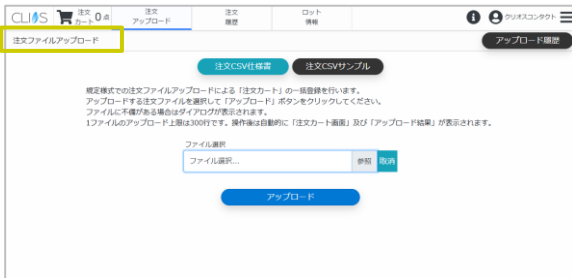 CLIAS 注文カート 0 点 注文アップロード 注文履歴 ロット情報 クリオスコンタクト
注文ファイルアップロード アップロード履歴
注文CSV仕様書 注文CSVサンプル
規定様式での注文ファイルアップロードによる「注文カート」の一括登録を行います。
アップロードする注文ファイルを選択して「アップロード」ボタンをクリックしてください。
ファイルに不備がある場合はダイアログが表示されます。
1ファイルのアップロード上限は300行です。操作後は自動的に「注文カート画面」及び「アップロード結果」が表示されます。
ファイル選択
ファイル選択... 参照 取消
アップロード